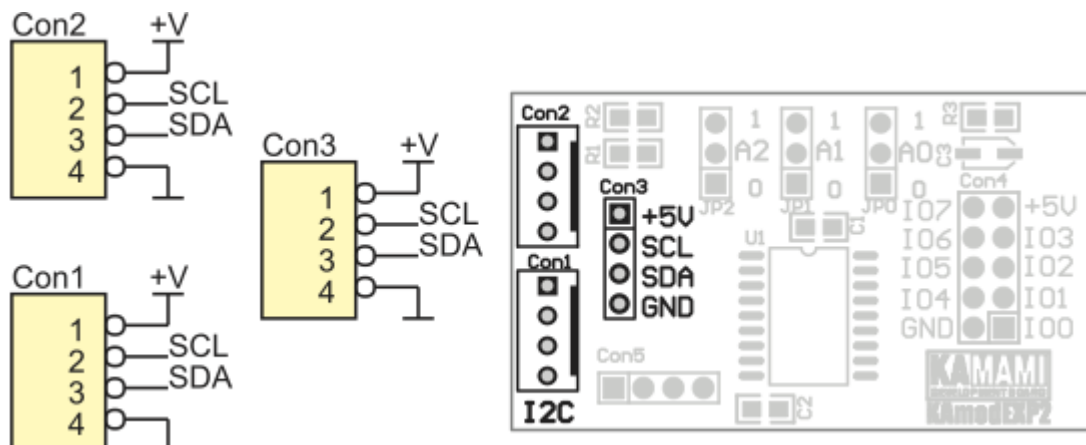 Con2 +V
1
2 SCL
3 SDA
4
Con3 +V
1
2 SCL
3 SDA
4
Con1 +V
1
2 SCL
3 SDA
4
Con2 R2 1 1 1 R3
R1 A2 A1 A0 C3
Con3 0 0 0 Con4
JP2 JP1 JP0
+5V
SCL
SDA
GND
U1 C1
IO7 +5V
IO6 IO3
IO5 IO2
IO4 IO1
GND IO0
Con1
Con5
C2
I2C
KAMAMI
DEVELOPMENT BOARD
KAmodEXP2